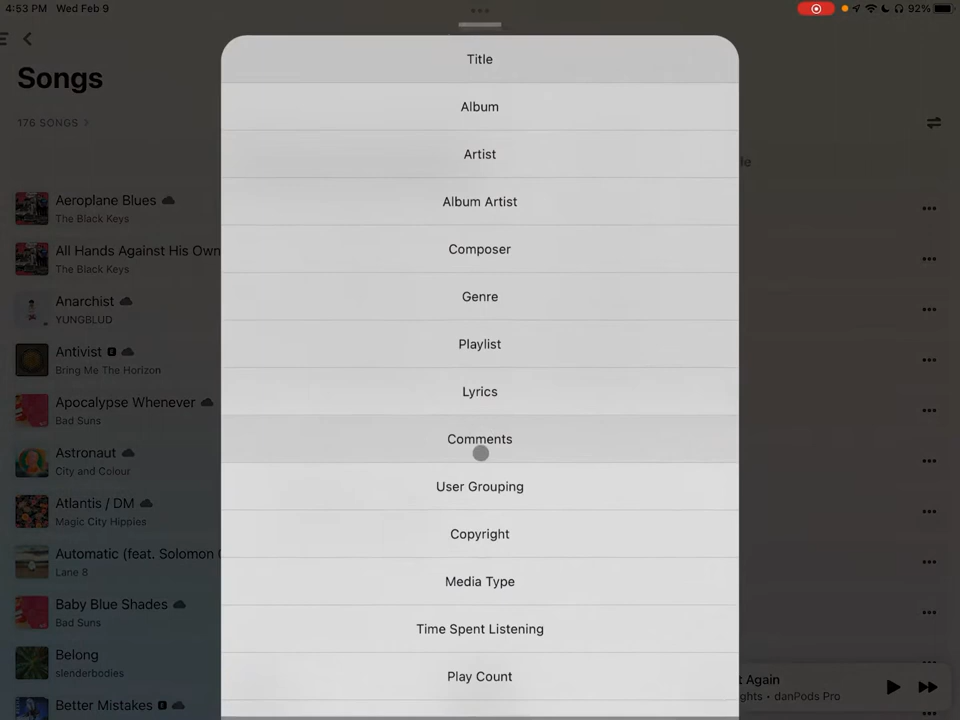 4:53 PM Wed Feb 9
92%
Songs
176 SONGS
Aeroplane Blues
The Black Keys
All Hands Against His Own
The Black Keys
Anarchist
YUNGBLUD
Antivist E
Bring Me The Horizon
Apocalypse Whenever
Bad Suns
Astronaut
City and Colour
Atlantis / DM
Magic City Hippies
Automatic (feat. Solomon
Lane 8
Baby Blue Shades
Bad Suns
Belong
slenderbodies
Better Mistakes E
Title
Album
Artist
Album Artist
Composer
Genre
Playlist
Lyrics
Comments
User Grouping
Copyright
Media Type
Time Spent Listening
Play Count
Again
danPods Pro